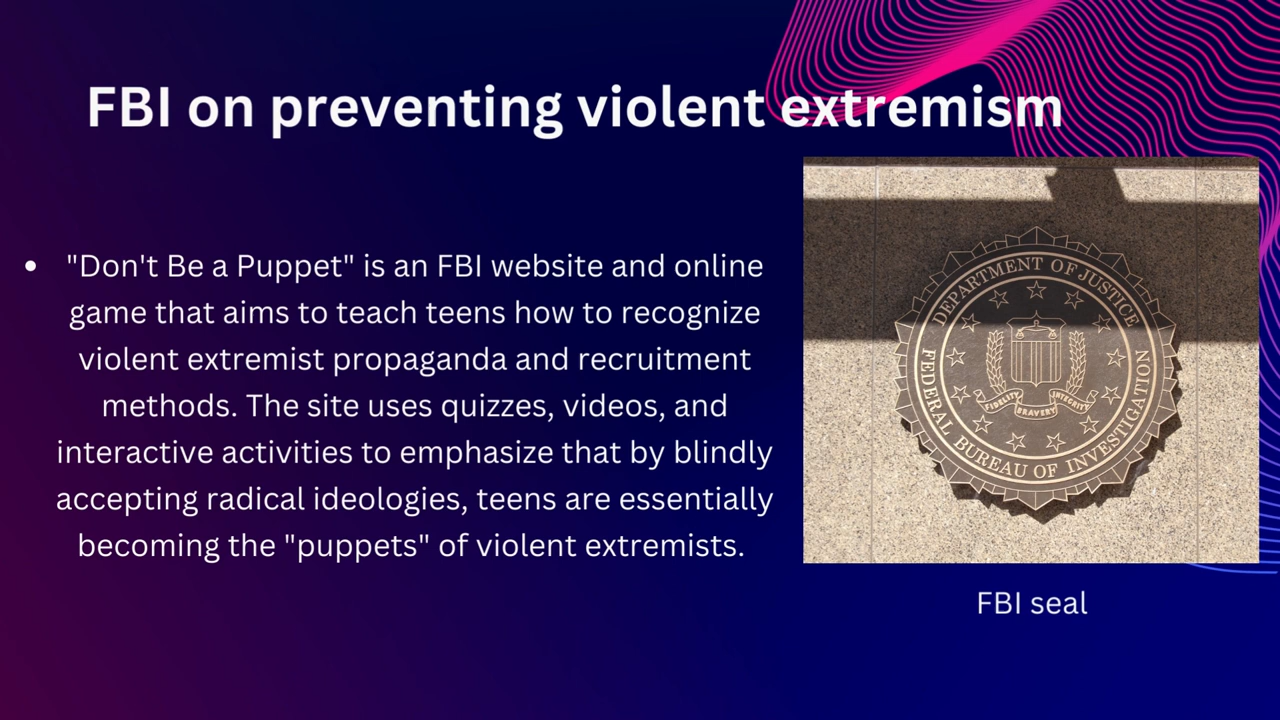 FBI on preventing violent extremism
• "Don't Be a Puppet" is an FBI website and online
game that aims to teach teens how to recognize
violent extremist propaganda and recruitment
methods. The site uses quizzes, videos, and
interactive activities to emphasize that by blindly
accepting radical ideologies, teens are essentially
becoming the "puppets" of violent extremists.
DEPARTMENT OF JUSTICE
FIDELITY BRAVERY INTEGRITY
FEDERAL BUREAU OF INVESTIGATION
FBI seal